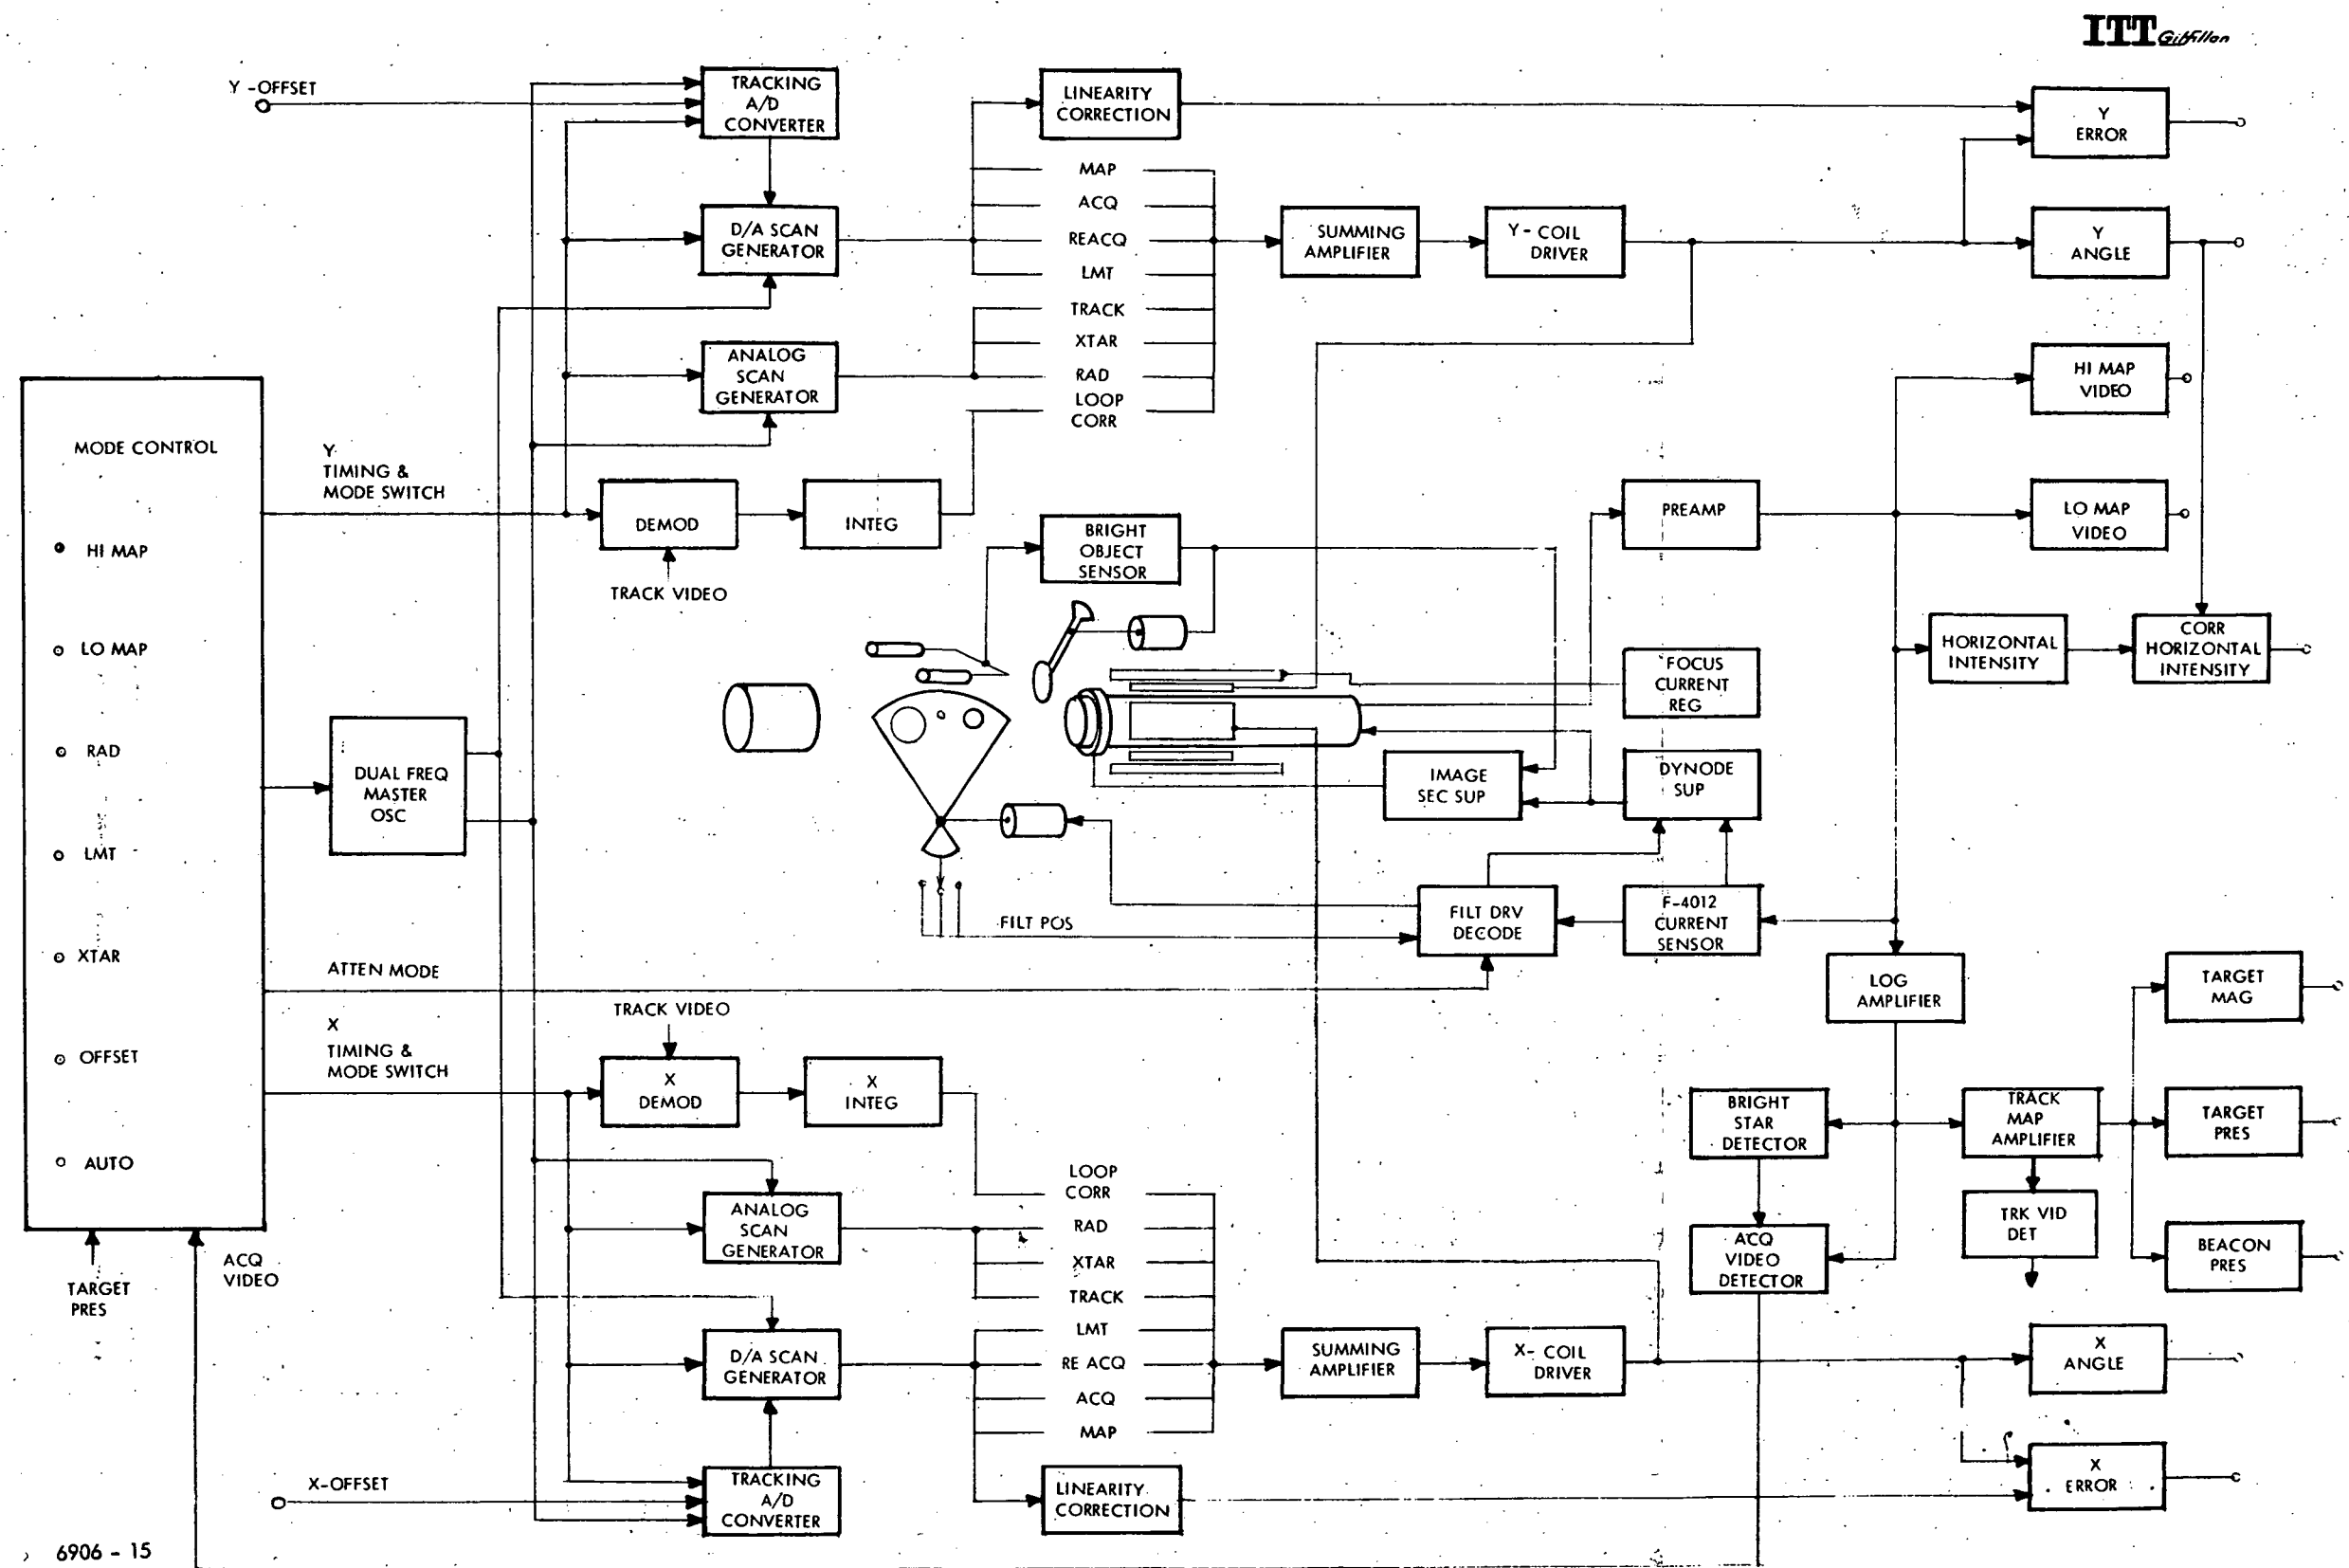 ITT Gilfillan
Y -OFFSET
TRACKING
A/D
CONVERTER
LINEARITY
CORRECTION
Y
ERROR
MAP
ACQ
REACQ
LMT
TRACK
XTAR
RAD
LOOP
CORR
D/A SCAN
GENERATOR
SUMMING
AMPLIFIER
Y- COIL
DRIVER
Y
ANGLE
ANALOG
SCAN
GENERATOR
HI MAP
VIDEO
MODE CONTROL
HI MAP
LO MAP
RAD
LMT
XTAR
OFFSET
AUTO
Y
TIMING &
MODE SWITCH
DEMOD
INTEG
TRACK VIDEO
BRIGHT
OBJECT
SENSOR
PREAMP
LO MAP
VIDEO
HORIZONTAL
INTENSITY
CORR
HORIZONTAL
INTENSITY
FOCUS
CURRENT
REG
DUAL FREQ
MASTER
OSC
IMAGE
SEC SUP
DYNODE
SUP
FILT POS
FILT DRV
DECODE
F-4012
CURRENT
SENSOR
ATTEN MODE
LOG
AMPLIFIER
TARGET
MAG
X
TIMING &
MODE SWITCH
TRACK VIDEO
X
DEMOD
X
INTEG
BRIGHT
STAR
DETECTOR
TRACK
MAP
AMPLIFIER
TARGET
PRES
TRK VID
DET
ACQ
VIDEO
DETECTOR
BEACON
PRES
TARGET
PRES
ACQ
VIDEO
ANALOG
SCAN
GENERATOR
LOOP
CORR
RAD
XTAR
TRACK
LMT
RE ACQ
ACQ
MAP
D/A SCAN
GENERATOR
SUMMING
AMPLIFIER
X- COIL
DRIVER
X
ANGLE
X-OFFSET
TRACKING
A/D
CONVERTER
LINEARITY
CORRECTION
X
ERROR
6906 - 15